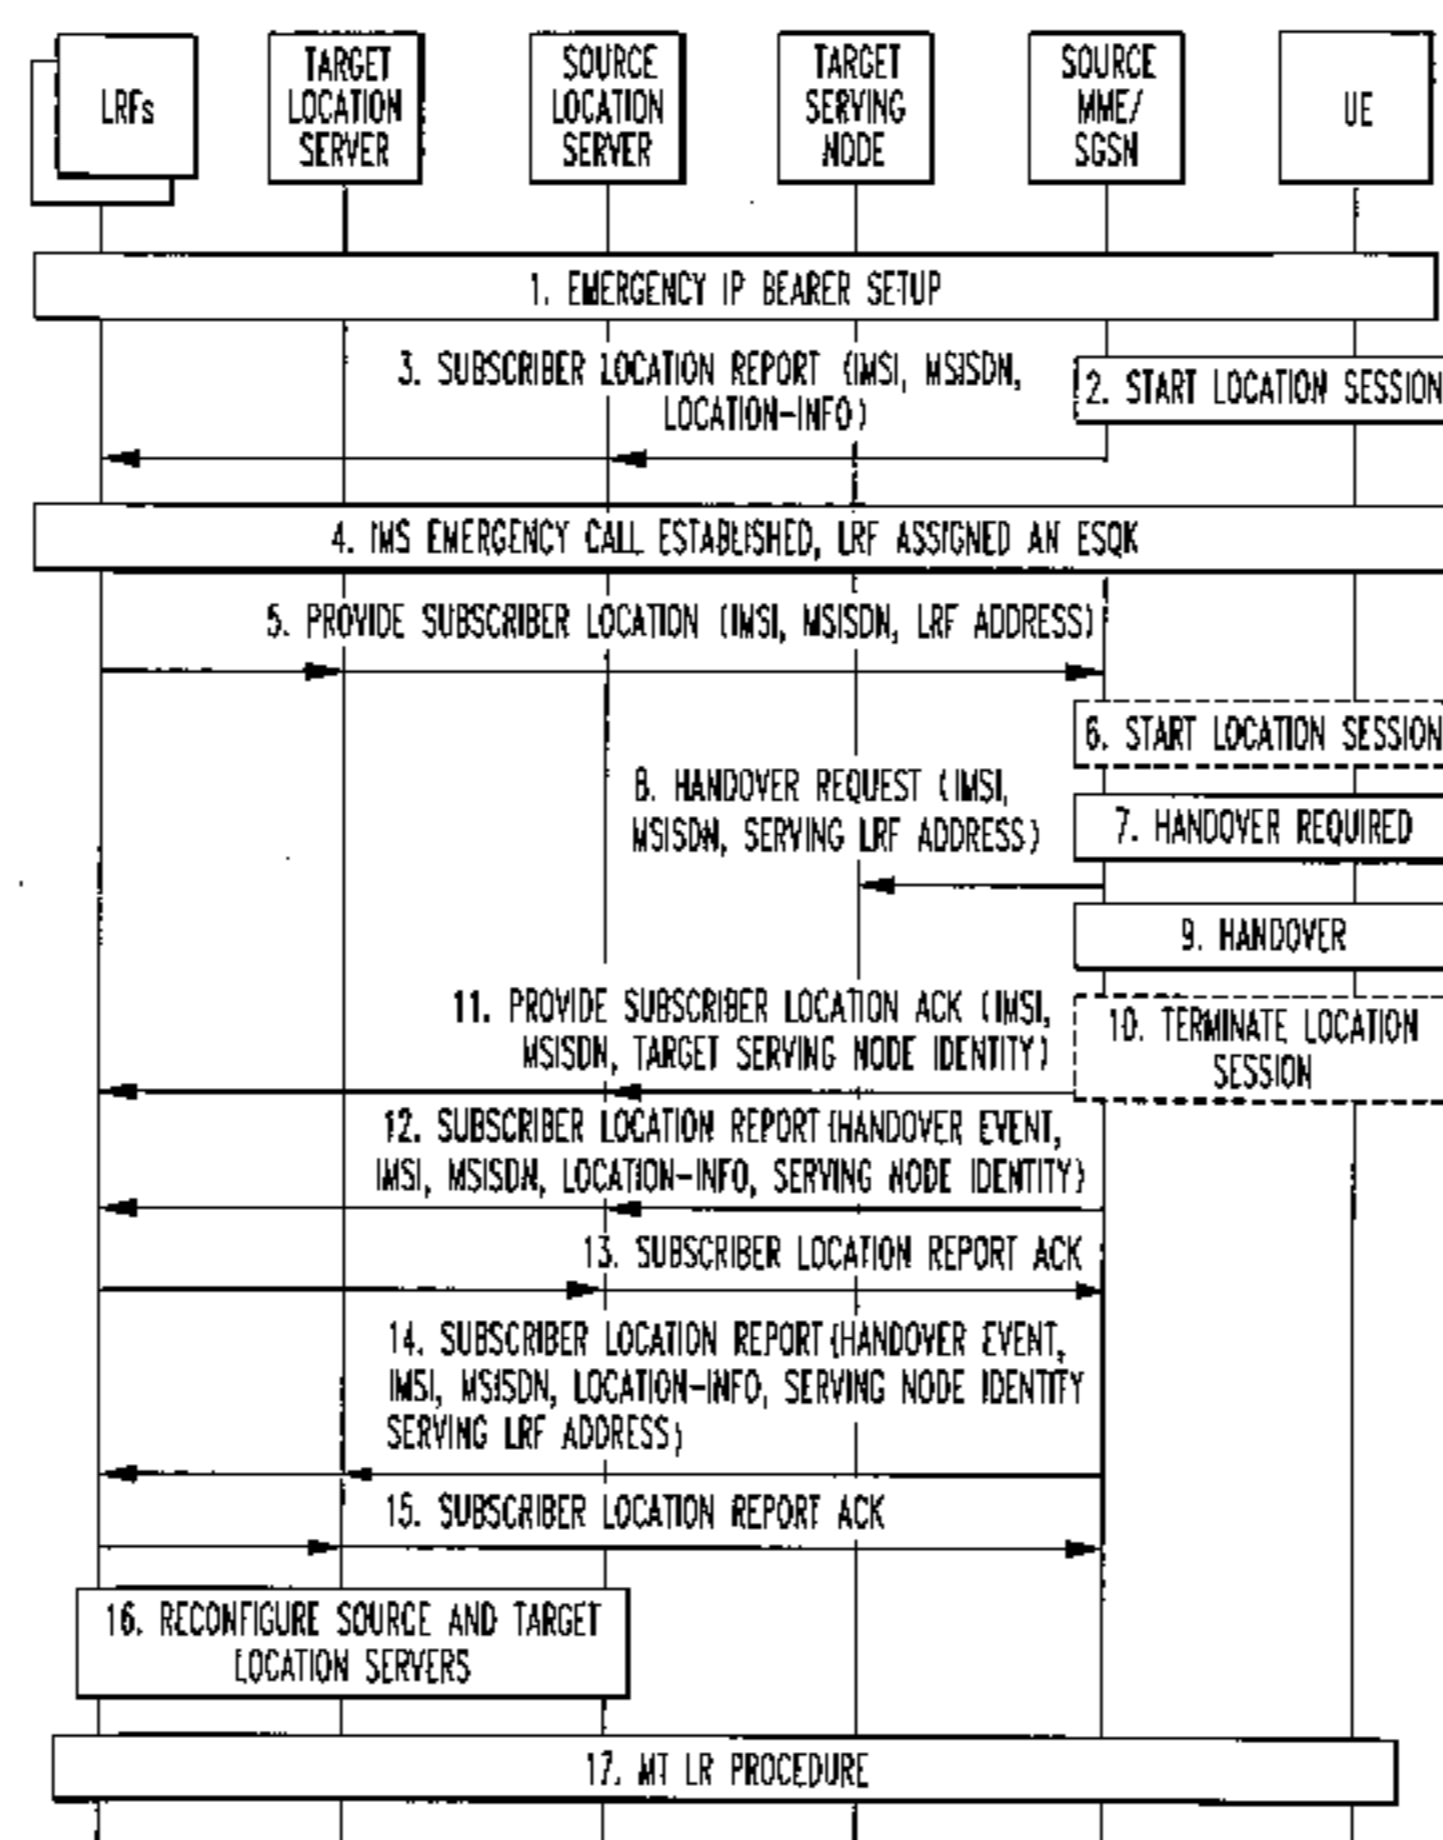 LRFs
TARGET
LOCATION
SERVER
SOURCE
LOCATION
SERVER
TARGET
SERVING
NODE
SOURCE
MME/
SGSN
UE
1. EMERGENCY IP BEARER SETUP
3. SUBSCRIBER LOCATION REPORT (IMSI, MSISDN,
LOCATION-INFO)
2. START LOCATION SESSION
4. IMS EMERGENCY CALL ESTABLISHED, LRF ASSIGNED AN ESQK
5. PROVIDE SUBSCRIBER LOCATION (IMSI, MSISDN, LRF ADDRESS)
6. START LOCATION SESSION
8. HANDOVER REQUEST (IMSI,
MSISDN, SERVING LRF ADDRESS)
7. HANDOVER REQUIRED
9. HANDOVER
11. PROVIDE SUBSCRIBER LOCATION ACK (IMSI,
MSISDN, TARGET SERVING NODE IDENTITY)
10. TERMINATE LOCATION
SESSION
12. SUBSCRIBER LOCATION REPORT (HANDOVER EVENT,
IMSI, MSISDN, LOCATION-INFO, SERVING NODE IDENTITY)
13. SUBSCRIBER LOCATION REPORT ACK
14. SUBSCRIBER LOCATION REPORT (HANDOVER EVENT,
IMSI, MSISDN, LOCATION-INFO, SERVING NODE IDENTITY
SERVING LRF ADDRESS)
15. SUBSCRIBER LOCATION REPORT ACK
16. RECONFIGURE SOURCE AND TARGET
LOCATION SERVERS
17. MT LR PROCEDURE